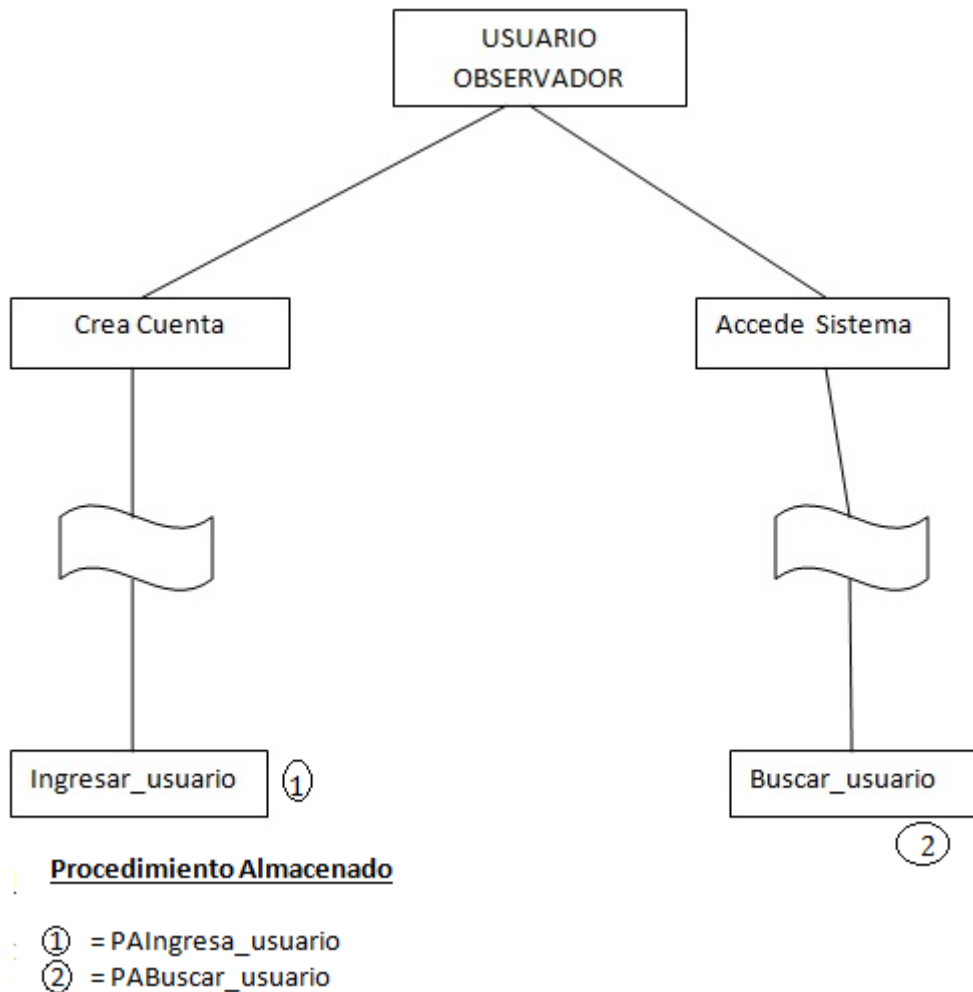 USUARIO
OBSERVADOR
Crea Cuenta
Accede Sistema
Ingresar_usuario
1
Buscar_usuario
2
Procedimiento Almacenado
1 = PAIngresa_usuario
2 = PABuscar_usuario